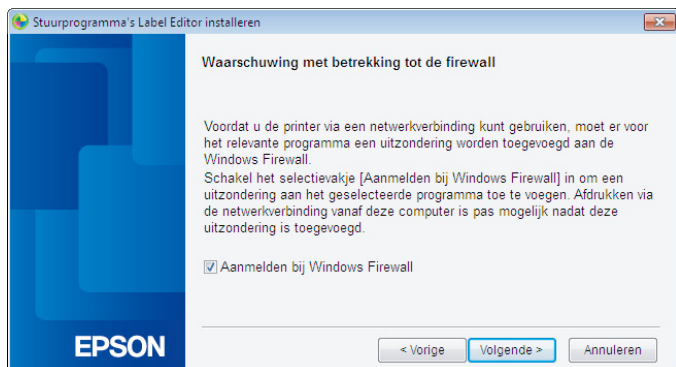 Stuurprogramma's Label Editor installeren
Waarschuwing met betrekking tot de firewall
Voordat u de printer via een netwerkverbinding kunt gebruiken, moet er voor
het relevante programma een uitzondering worden toegevoegd aan de
Windows Firewall.
Schakel het selectievakje [Aanmelden bij Windows Firewall] in om een
uitzondering aan het geselecteerde programma toe te voegen. Afdrukken via
de netwerkverbinding vanaf deze computer is pas mogelijk nadat deze
uitzondering is toegevoegd.
Aanmelden bij Windows Firewall
EPSON
< Vorige Volgende > Annuleren